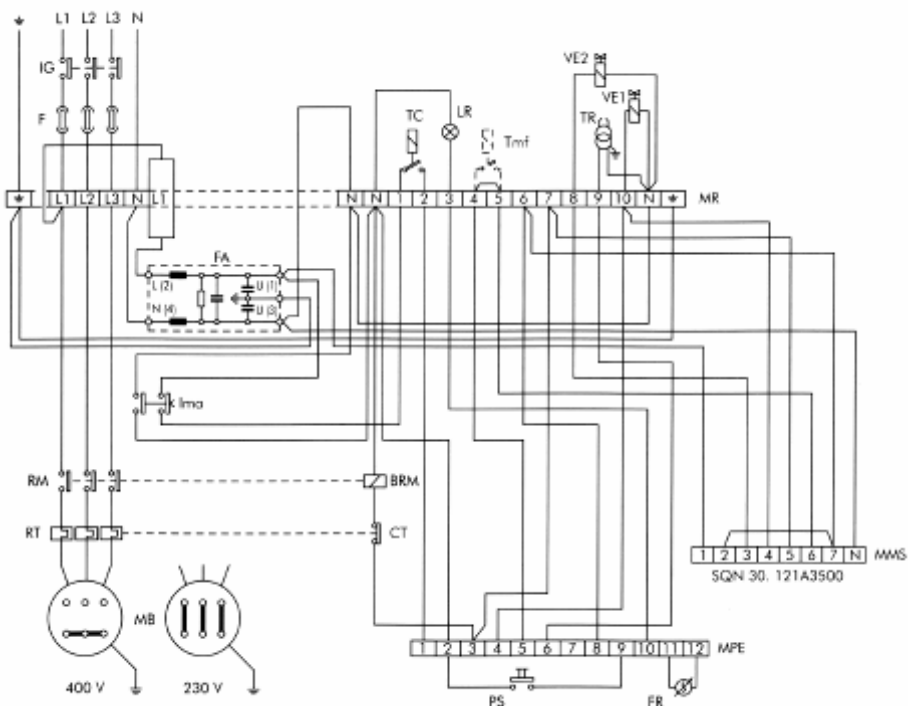 L1 L2 L3 N
IG
F
TC
LR
Tmf
VE2
VE1
TR
L1 L2 L3 N L1
N N 1 2 3 4 5 6 7 8 9 10 N
MR
FA
L (2)
U (1)
N (4)
U (3)
Ima
RM
BRM
RT
CT
1 2 3 4 5 6 7 N
MMS
SQN 30. 121A3500
MB
1 2 3 4 5 6 7 8 9 10 11 12
MPE
400 V
230 V
PS
FR